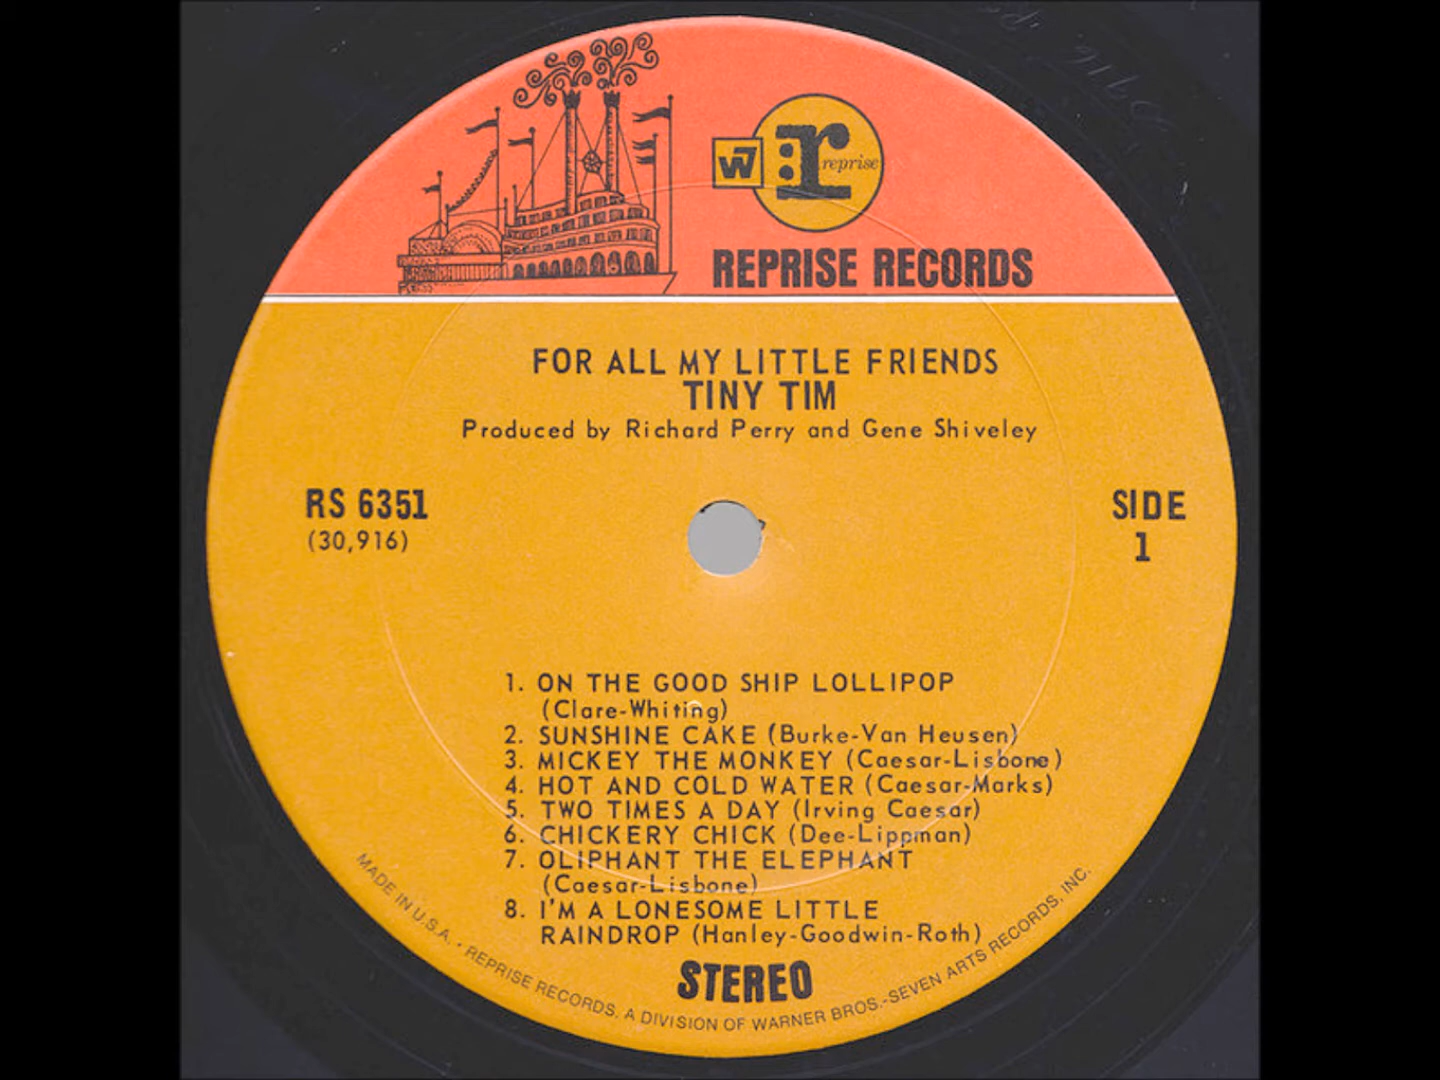 W7
r: reprise
REPRISE RECORDS
FOR ALL MY LITTLE FRIENDS
TINY TIM
Produced by Richard Perry and Gene Shiveley
RS 6351
(30,916)
SIDE
1
1. ON THE GOOD SHIP LOLLIPOP
(Clare-Whiting)
2. SUNSHINE CAKE (Burke-Van Heusen)
3. MICKEY THE MONKEY (Caesar-Lisbone)
4. HOT AND COLD WATER (Caesar-Marks)
5. TWO TIMES A DAY (Irving Caesar)
6. CHICKERY CHICK (Dee-Lippman)
7. OLIPHANT THE ELEPHANT
(Caesar-Lisbone)
8. I'M A LONESOME LITTLE
RAINDROP (Hanley-Goodwin-Roth)
STEREO
MADE IN U.S.A. • REPRISE RECORDS, A DIVISION OF WARNER BROS.-SEVEN ARTS RECORDS, INC.